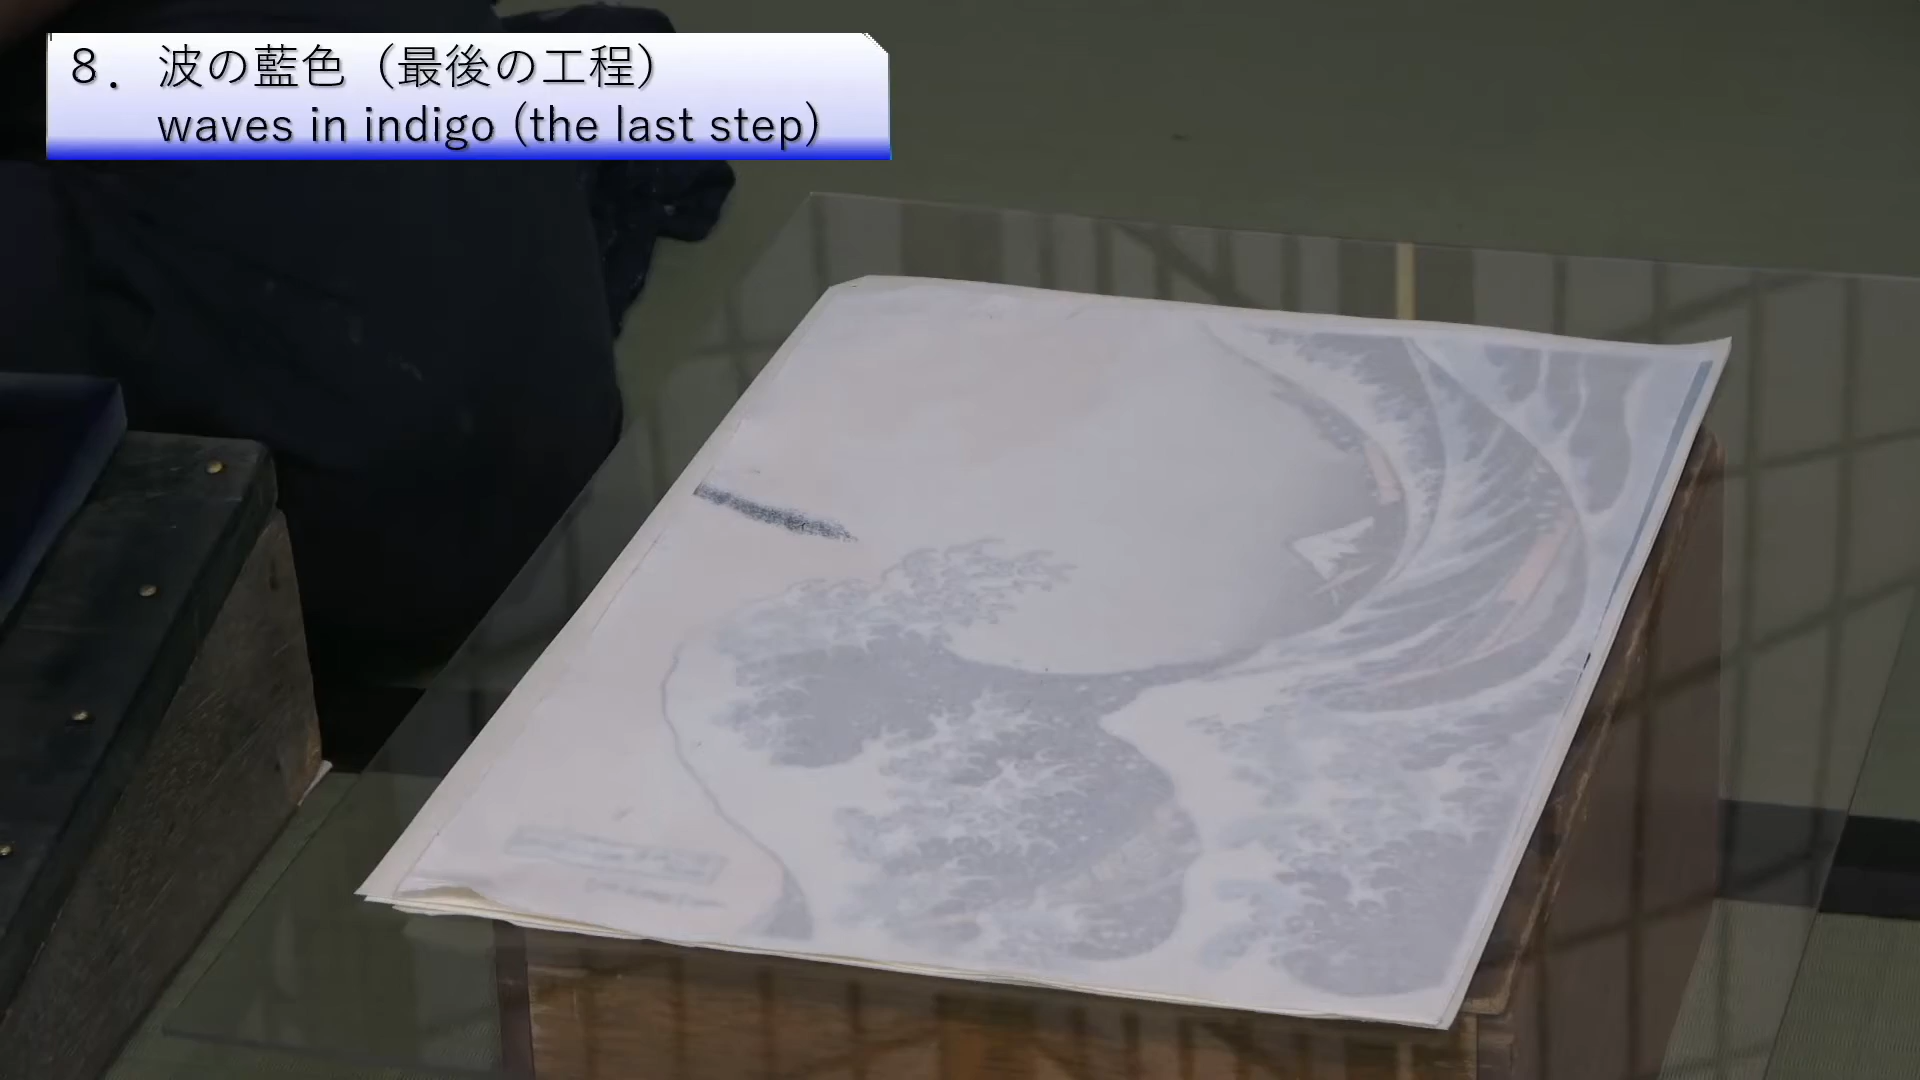 ８．波の藍色（最後の工程）
waves in indigo (the last step)